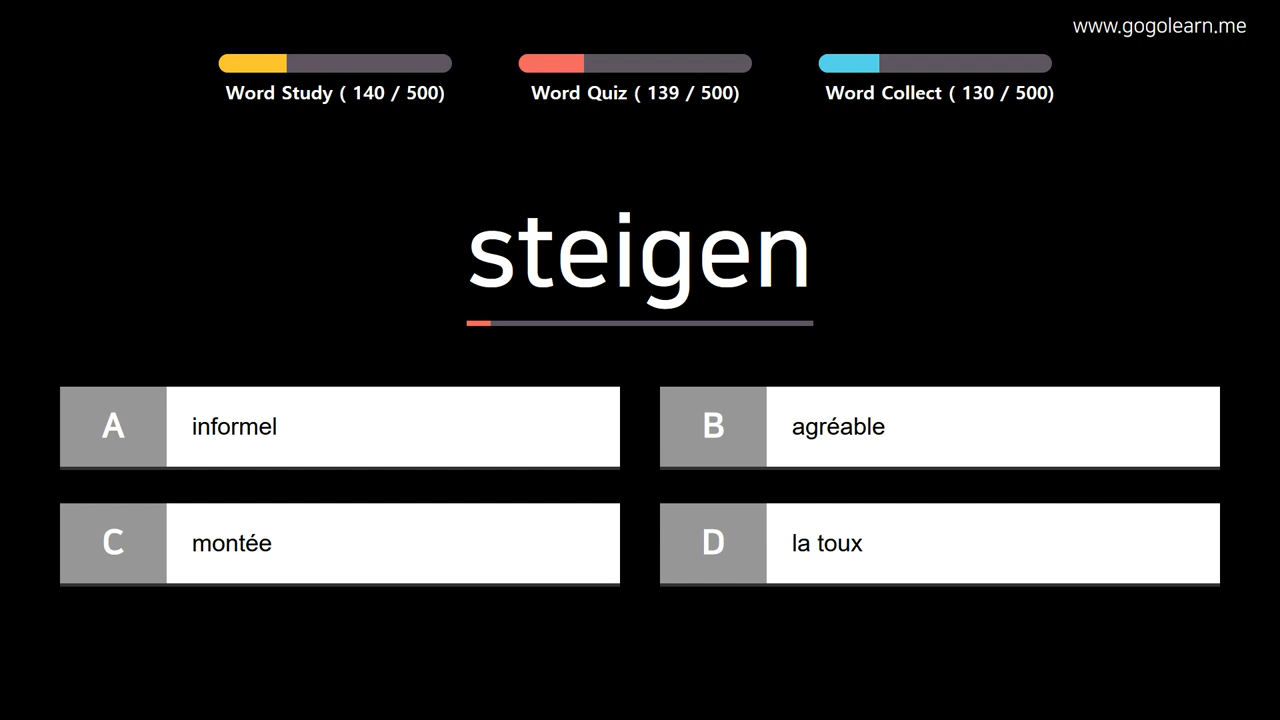 www.gogolearn.me
Word Study ( 140 / 500)
Word Quiz ( 139 / 500)
Word Collect ( 130 / 500)
steigen
A informel
B agréable
C montée
D la toux